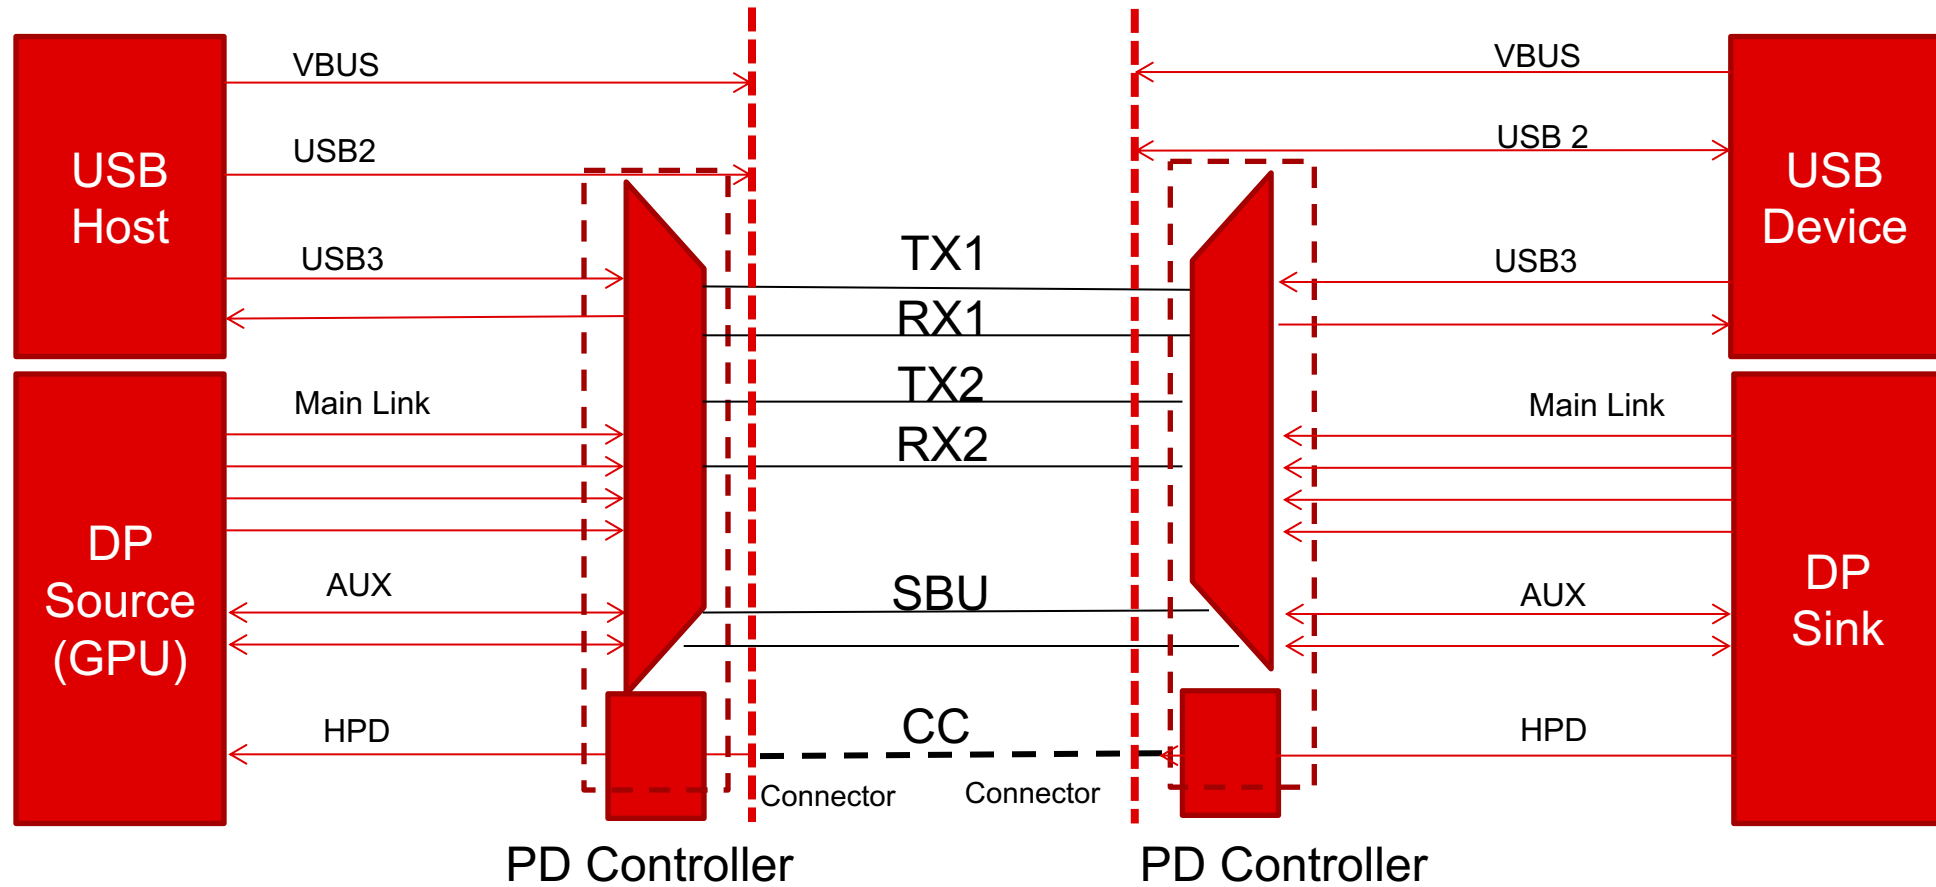 VBUS
VBUS
USB2
USB 2
USB
Host
USB
Device
USB3
TX1
USB3
RX1
TX2
Main Link
Main Link
RX2
DP
Source
(GPU)
AUX
SBU
AUX
DP
Sink
HPD
CC
HPD
Connector
Connector
PD Controller
PD Controller